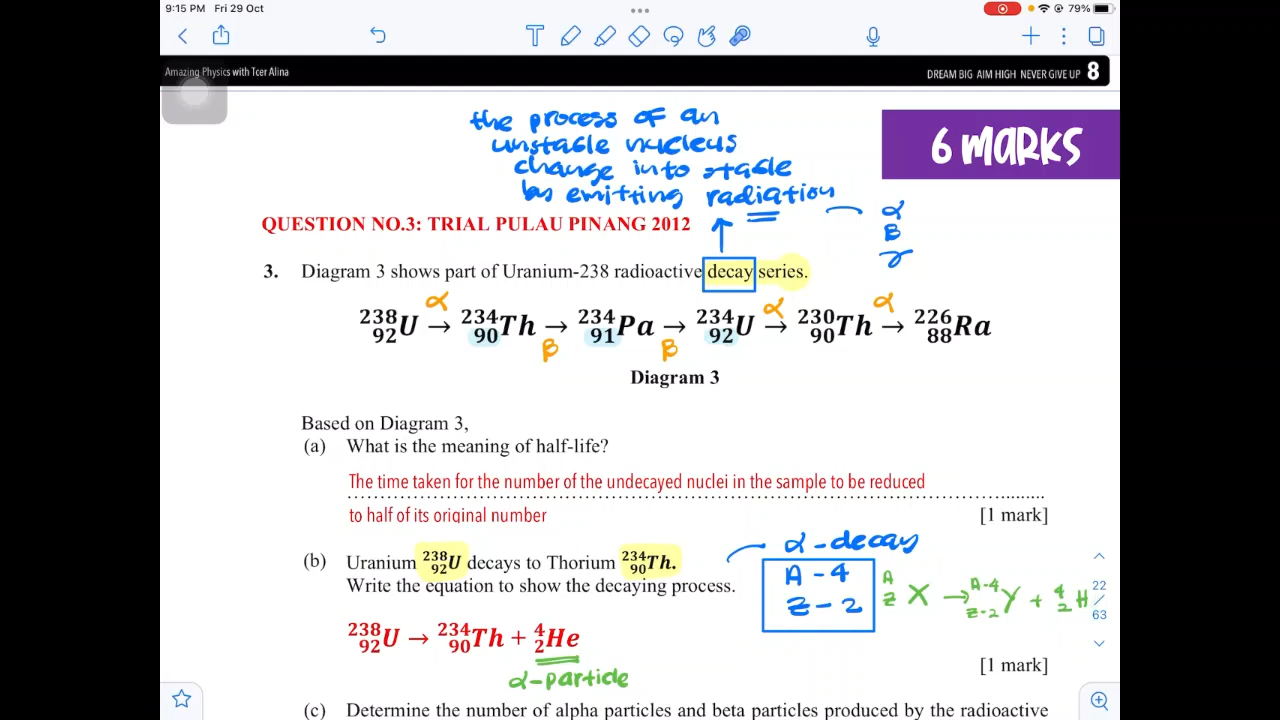 9:15 PM Fri 29 Oct
79%
Amazing Physics with Tcer Alina
DREAM BIG AIM HIGH NEVER GIVE UP 8
the process of an
unstable nucleus
change into stable
by emitting radiation
α
β
γ
6 MARKS
QUESTION NO.3: TRIAL PULAU PINANG 2012
3. Diagram 3 shows part of Uranium-238 radioactive decay series.
α α α
²³⁸₉₂U → ²³⁴₉₀Th → ²³⁴₉₁Pa → ²³⁴₉₂U → ²³⁰₉₀Th → ²²⁶₈₈Ra
β β
Diagram 3
Based on Diagram 3,
(a) What is the meaning of half-life?
The time taken for the number of the undecayed nuclei in the sample to be reduced
to half of its original number
[1 mark]
(b) Uranium ²³⁸₉₂U decays to Thorium ²³⁴₉₀Th.
Write the equation to show the decaying process.
α-decay
A - 4
Z - 2
ᴬ_Z X → ᴬ⁻⁴_Z₋₂ Y + ⁴₂H
²³⁸₉₂U → ²³⁴₉₀Th + ⁴₂He
α-particle
[1 mark]
22
/
63
(c) Determine the number of alpha particles and beta particles produced by the radioactive